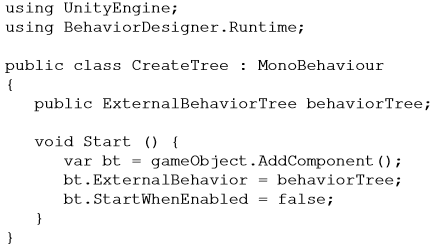 using UnityEngine;
using BehaviorDesigner.Runtime;

public class CreateTree : MonoBehaviour
{
   public ExternalBehaviorTree behaviorTree;

   void Start () {
      var bt = gameObject.AddComponent();
      bt.ExternalBehavior = behaviorTree;
      bt.StartWhenEnabled = false;
   }
}